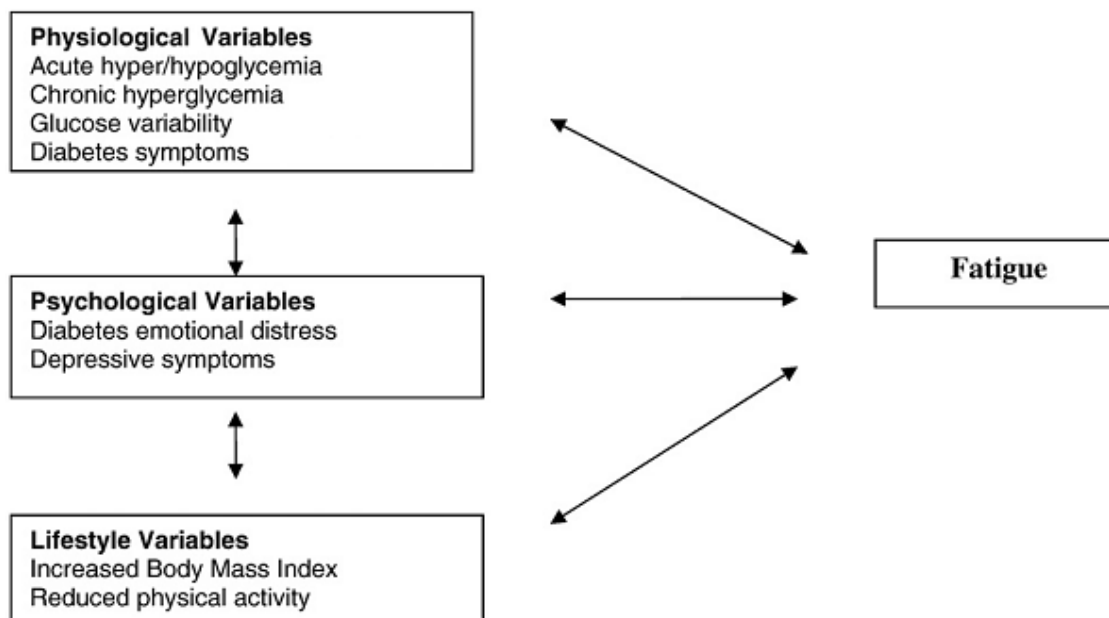 Physiological Variables
Acute hyper/hypoglycemia
Chronic hyperglycemia
Glucose variability
Diabetes symptoms
Fatigue
Psychological Variables
Diabetes emotional distress
Depressive symptoms
Lifestyle Variables
Increased Body Mass Index
Reduced physical activity